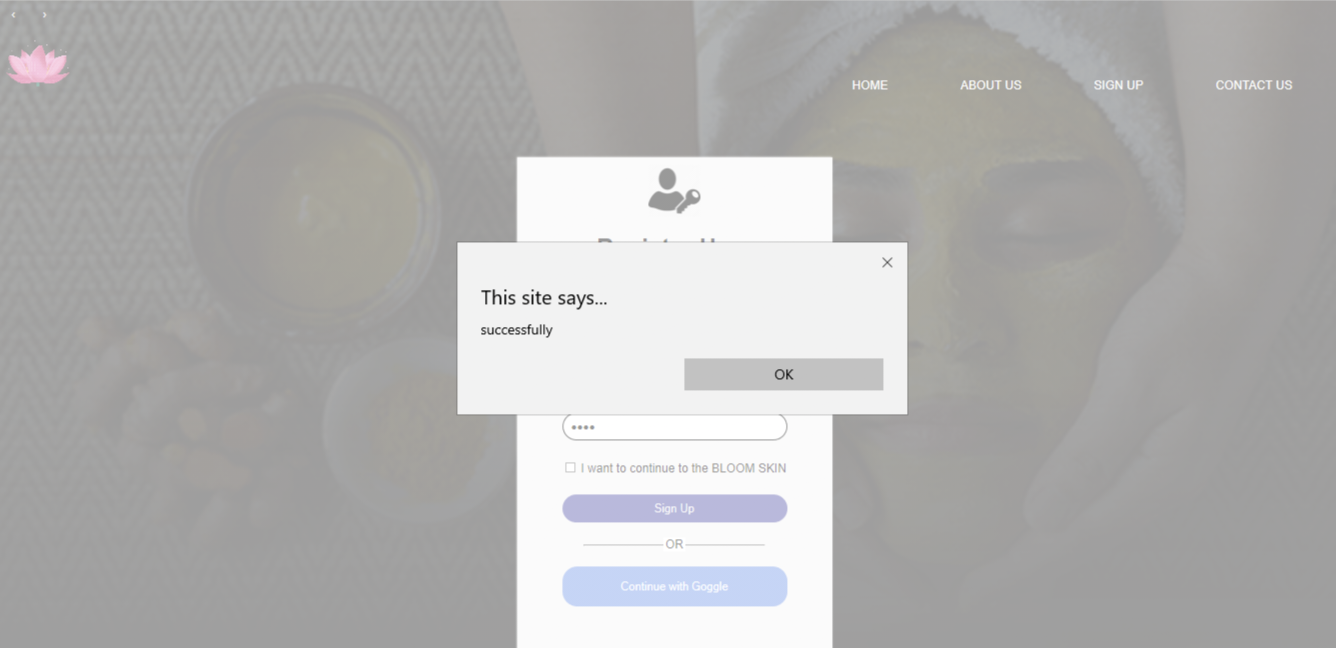 HOME ABOUT US SIGN UP CONTACT US
This site says...
successfully
OK
I want to continue to the BLOOM SKIN
Sign Up
OR
Continue with Goggle